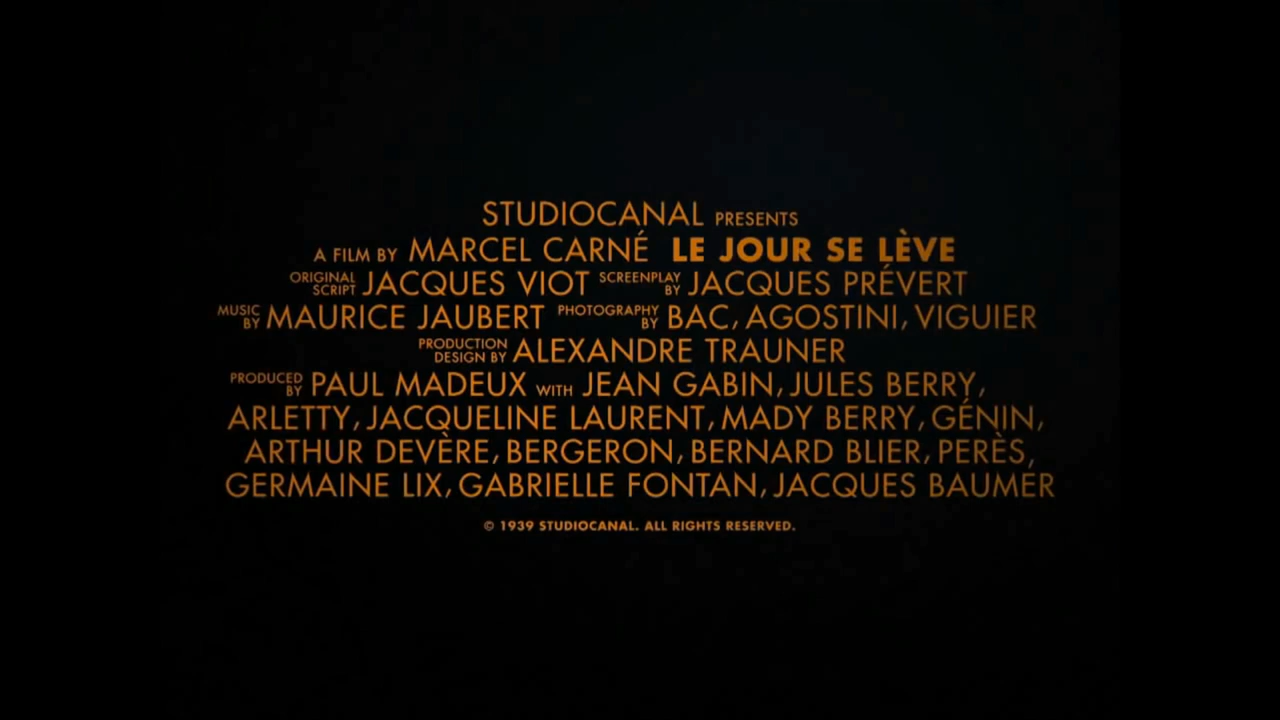 STUDIOCANAL PRESENTS
A FILM BY MARCEL CARNÉ LE JOUR SE LÈVE
ORIGINAL SCRIPT JACQUES VIOT SCREENPLAY BY JACQUES PRÉVERT
MUSIC BY MAURICE JAUBERT PHOTOGRAPHY BY BAC, AGOSTINI, VIGUIER
PRODUCTION DESIGN BY ALEXANDRE TRAUNER
PRODUCED BY PAUL MADEUX WITH JEAN GABIN, JULES BERRY,
ARLETTY, JACQUELINE LAURENT, MADY BERRY, GÉNIN,
ARTHUR DEVÈRE, BERGERON, BERNARD BLIER, PERÈS,
GERMAINE LIX, GABRIELLE FONTAN, JACQUES BAUMER
© 1939 STUDIOCANAL. ALL RIGHTS RESERVED.